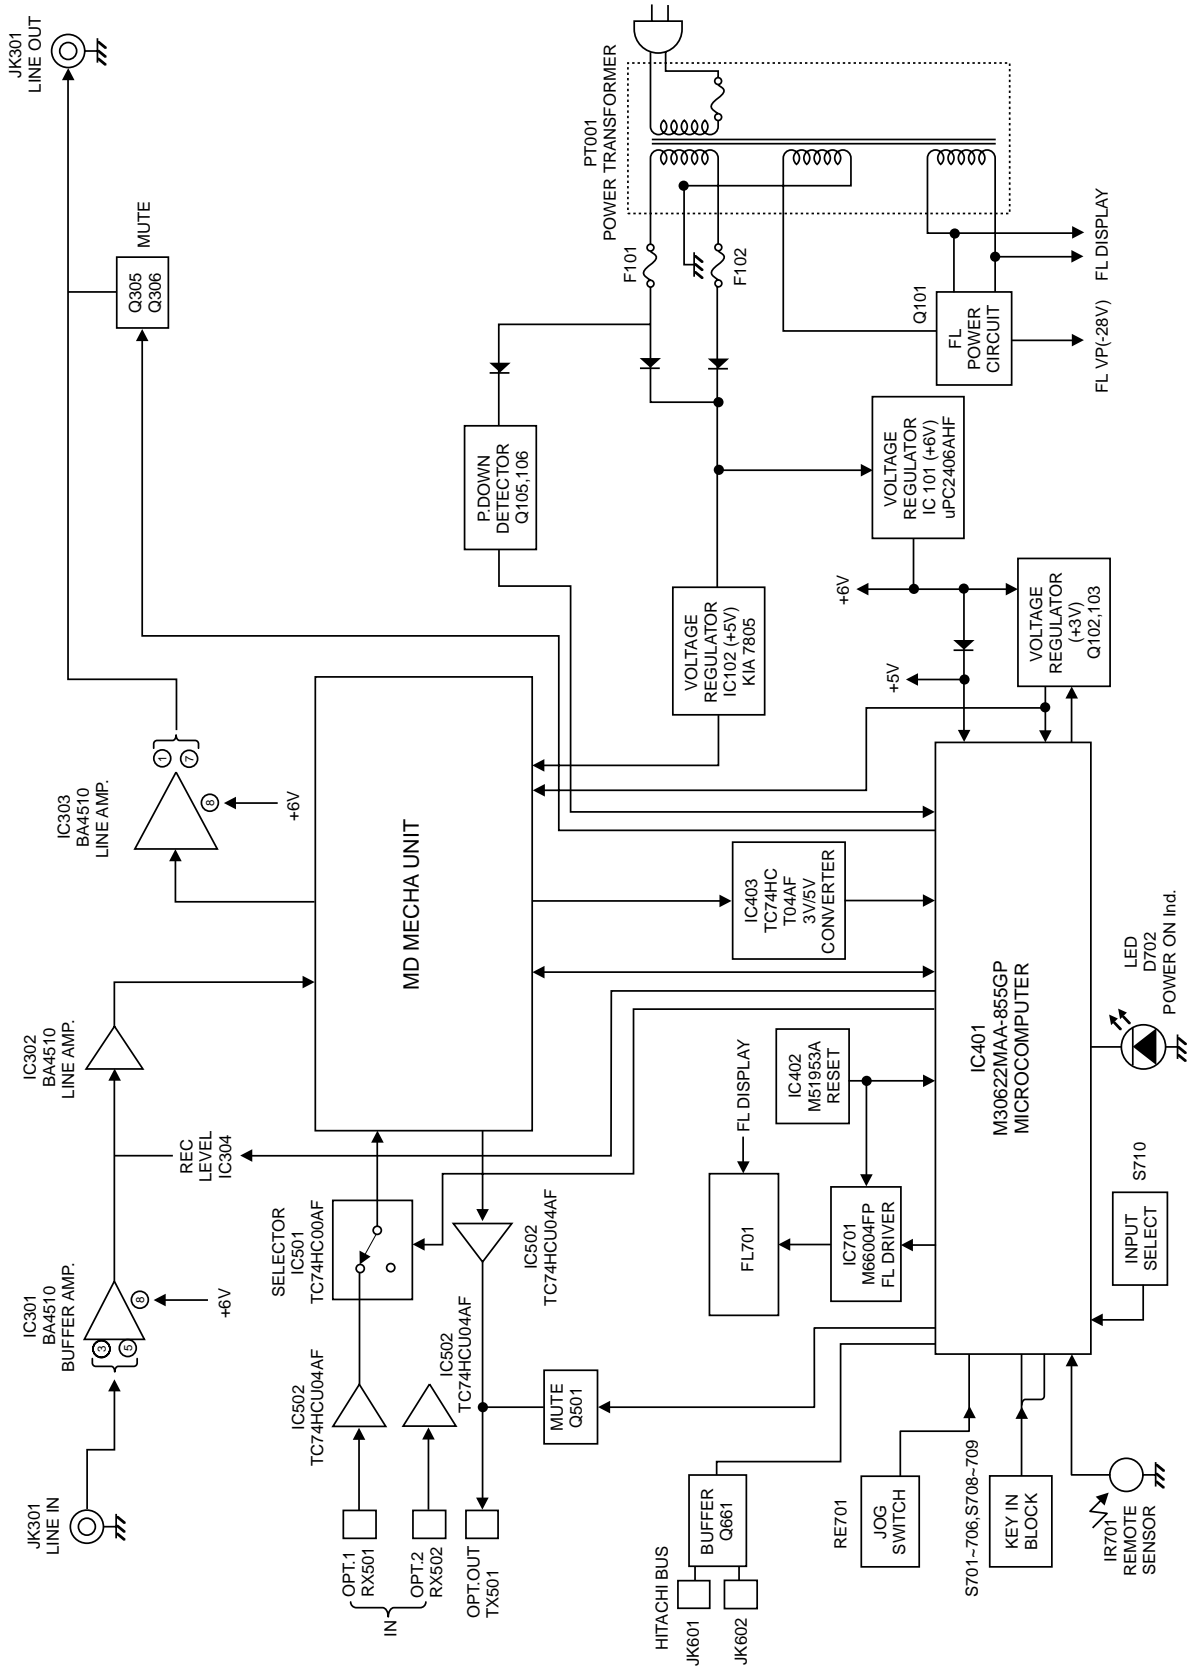 JK301
LINE IN
IC301
BA4510
BUFFER AMP.
3
5
8
+6V
REC
LEVEL
IC304
IC302
BA4510
LINE AMP.
IC303
BA4510
LINE AMP.
1
7
8
+6V
Q305
Q306
MUTE
JK301
LINE OUT
OPT.1
RX501
OPT.2
RX502
IN
OPT.OUT
TX501
IC502
TC74HCU04AF
IC502
TC74HCU04AF
SELECTOR
IC501
TC74HC00AF
IC502
TC74HCU04AF
MUTE
Q501
MD MECHA UNIT
P.DOWN
DETECTOR
Q105,106
F101
F102
PT001
POWER TRANSFORMER
HITACHI BUS
JK601
JK602
BUFFER
Q661
FL701
FL DISPLAY
IC701
M66004FP
FL DRIVER
IC402
M51953A
RESET
IC403
TC74HC
T04AF
3V/5V
CONVERTER
VOLTAGE
REGULATOR
IC102 (+5V)
KIA 7805
VOLTAGE
REGULATOR
IC 101 (+6V)
uPC2406AHF
+6V
+5V
VOLTAGE
REGULATOR
(+3V)
Q102,103
Q101
FL
POWER
CIRCUIT
FL VP(-28V)
FL DISPLAY
RE701
JOG
SWITCH
S701~706,S708~709
KEY IN
BLOCK
IR701
REMOTE
SENSOR
IC401
M30622MAA-855GP
MICROCOMPUTER
INPUT
SELECT
S710
LED
D702
POWER ON Ind.